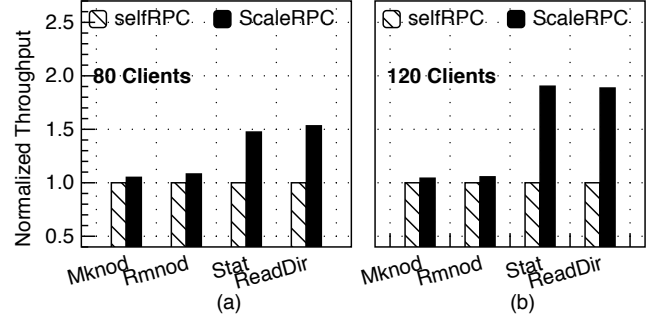 selfRPC ScaleRPC
80 Clients
Normalized Throughput
2.5
2.0
1.5
1.0
0.5
Mknod Rmnod Stat ReadDir
(a)
selfRPC ScaleRPC
120 Clients
Mknod Rmnod Stat ReadDir
(b)